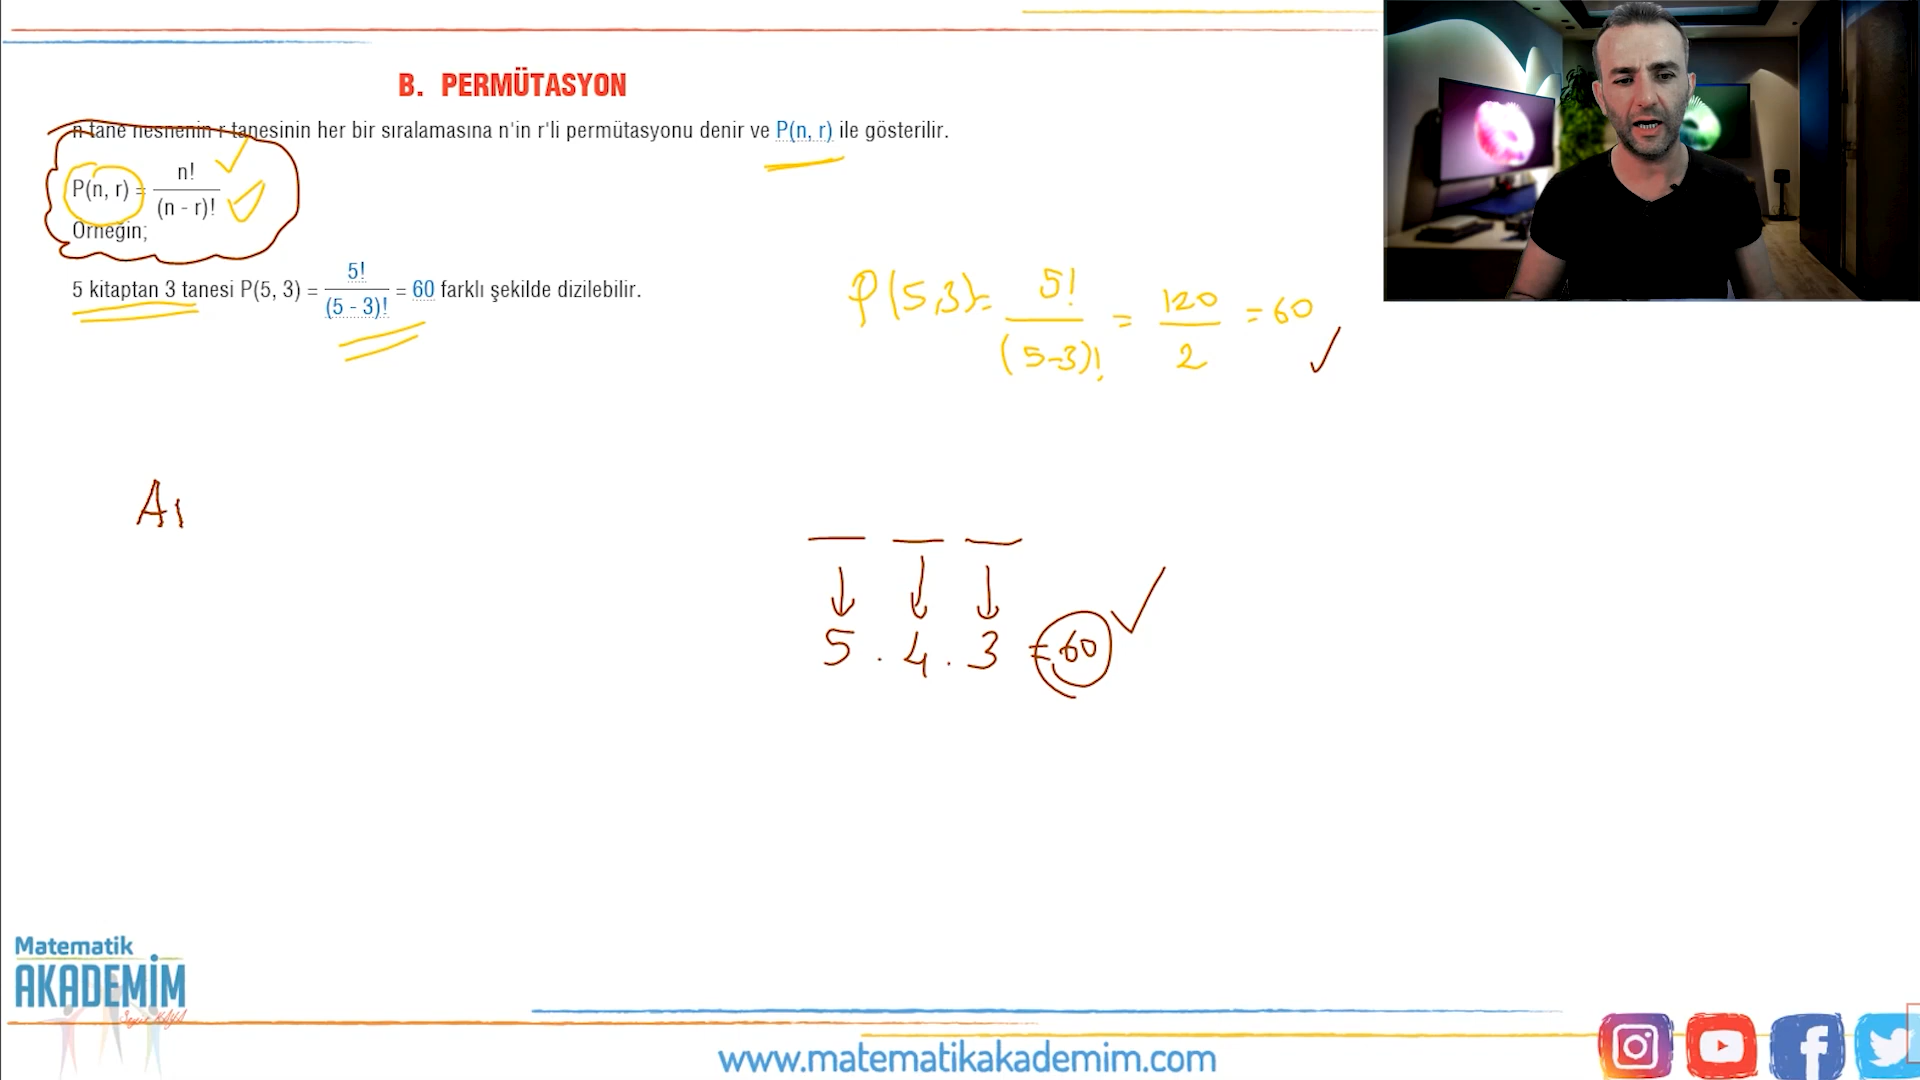 B. PERMÜTASYON
n tane nesnenin r tanesinin her bir sıralamasına n'in r'li permütasyonu denir ve P(n, r) ile gösterilir.
P(n, r) = n! / (n - r)!
Örneğin;
5 kitaptan 3 tanesi P(5, 3) = 5! / (5 - 3)! = 60 farklı şekilde dizilebilir.
P(5,3) = 5! / (5-3)! = 120 / 2 = 60
A1
5 . 4 . 3 = 60
Matematik
AKADEMİM
www.matematikakademim.com